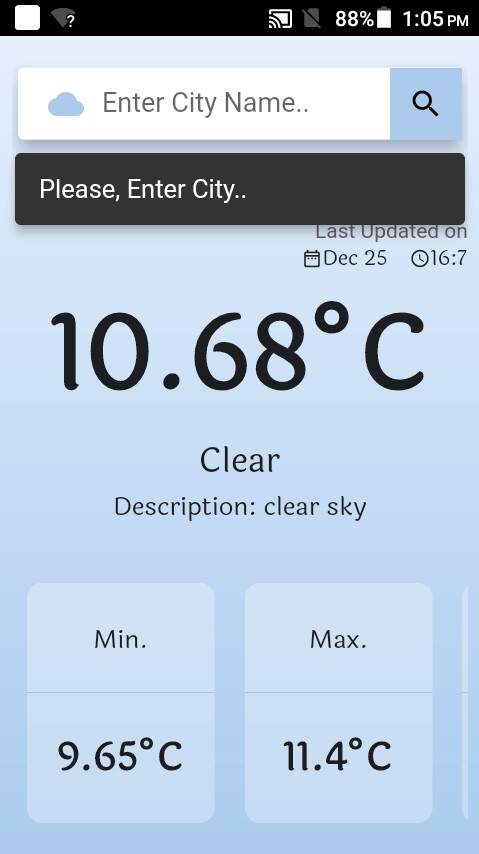 88% 1:05 PM
Enter City Name..
Please, Enter City..
Last Updated on
Dec 25 16:7
10.68°C
Clear
Description: clear sky
Min. Max.
9.65°C 11.4°C